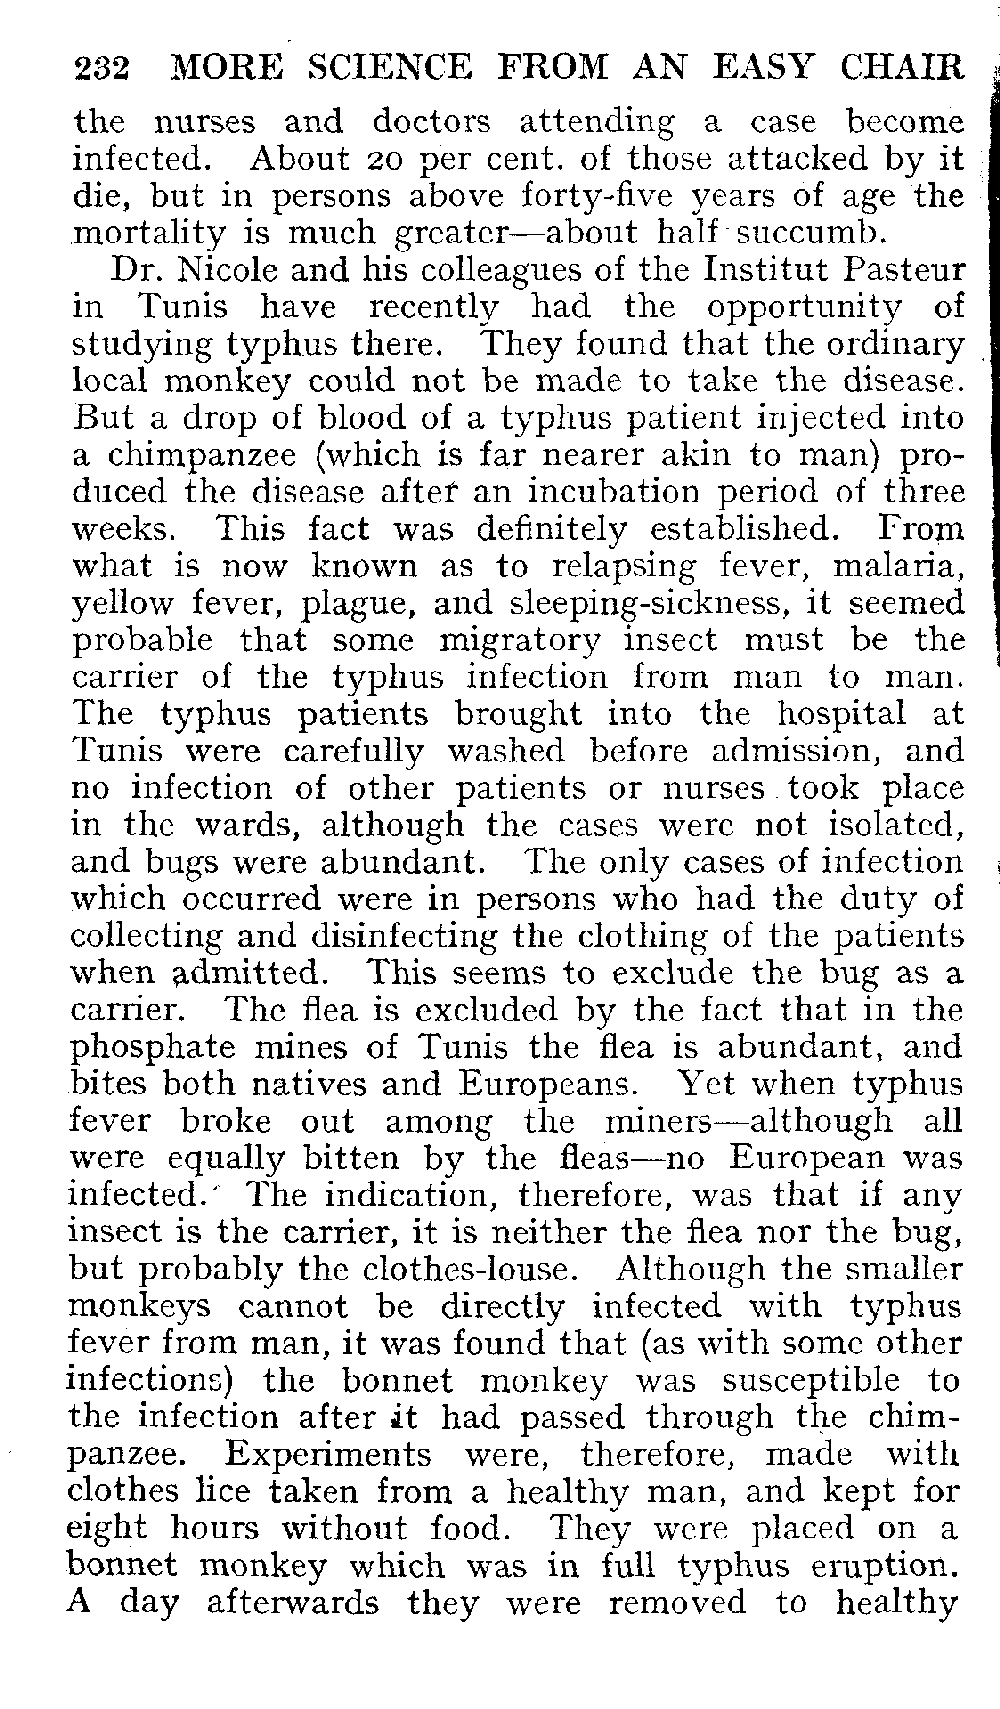 232 MORE SCIENCE FROM AN EASY CHAIR
the nurses and doctors attending a case become
infected. About 20 per cent. of those attacked by it
die, but in persons above forty-five years of age the
mortality is much greater—about half succumb.
Dr. Nicole and his colleagues of the Institut Pasteur
in Tunis have recently had the opportunity of
studying typhus there. They found that the ordinary
local monkey could not be made to take the disease.
But a drop of blood of a typhus patient injected into
a chimpanzee (which is far nearer akin to man) pro-
duced the disease after an incubation period of three
weeks. This fact was definitely established. From
what is now known as to relapsing fever, malaria,
yellow fever, plague, and sleeping-sickness, it seemed
probable that some migratory insect must be the
carrier of the typhus infection from man to man.
The typhus patients brought into the hospital at
Tunis were carefully washed before admission, and
no infection of other patients or nurses took place
in the wards, although the cases were not isolated,
and bugs were abundant. The only cases of infection
which occurred were in persons who had the duty of
collecting and disinfecting the clothing of the patients
when admitted. This seems to exclude the bug as a
carrier. The flea is excluded by the fact that in the
phosphate mines of Tunis the flea is abundant, and
bites both natives and Europeans. Yet when typhus
fever broke out among the miners—although all
were equally bitten by the fleas—no European was
infected. The indication, therefore, was that if any
insect is the carrier, it is neither the flea nor the bug,
but probably the clothes-louse. Although the smaller
monkeys cannot be directly infected with typhus
fever from man, it was found that (as with some other
infections) the bonnet monkey was susceptible to
the infection after it had passed through the chim-
panzee. Experiments were, therefore, made with
clothes lice taken from a healthy man, and kept for
eight hours without food. They were placed on a
bonnet monkey which was in full typhus eruption.
A day afterwards they were removed to healthy